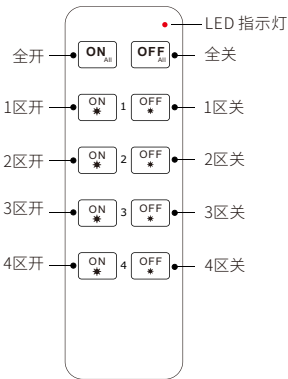 LED 指示灯
全开 ON All OFF All 全关
1区开 ON 1 OFF 1区关
2区开 ON 2 OFF 2区关
3区开 ON 3 OFF 3区关
4区开 ON 4 OFF 4区关